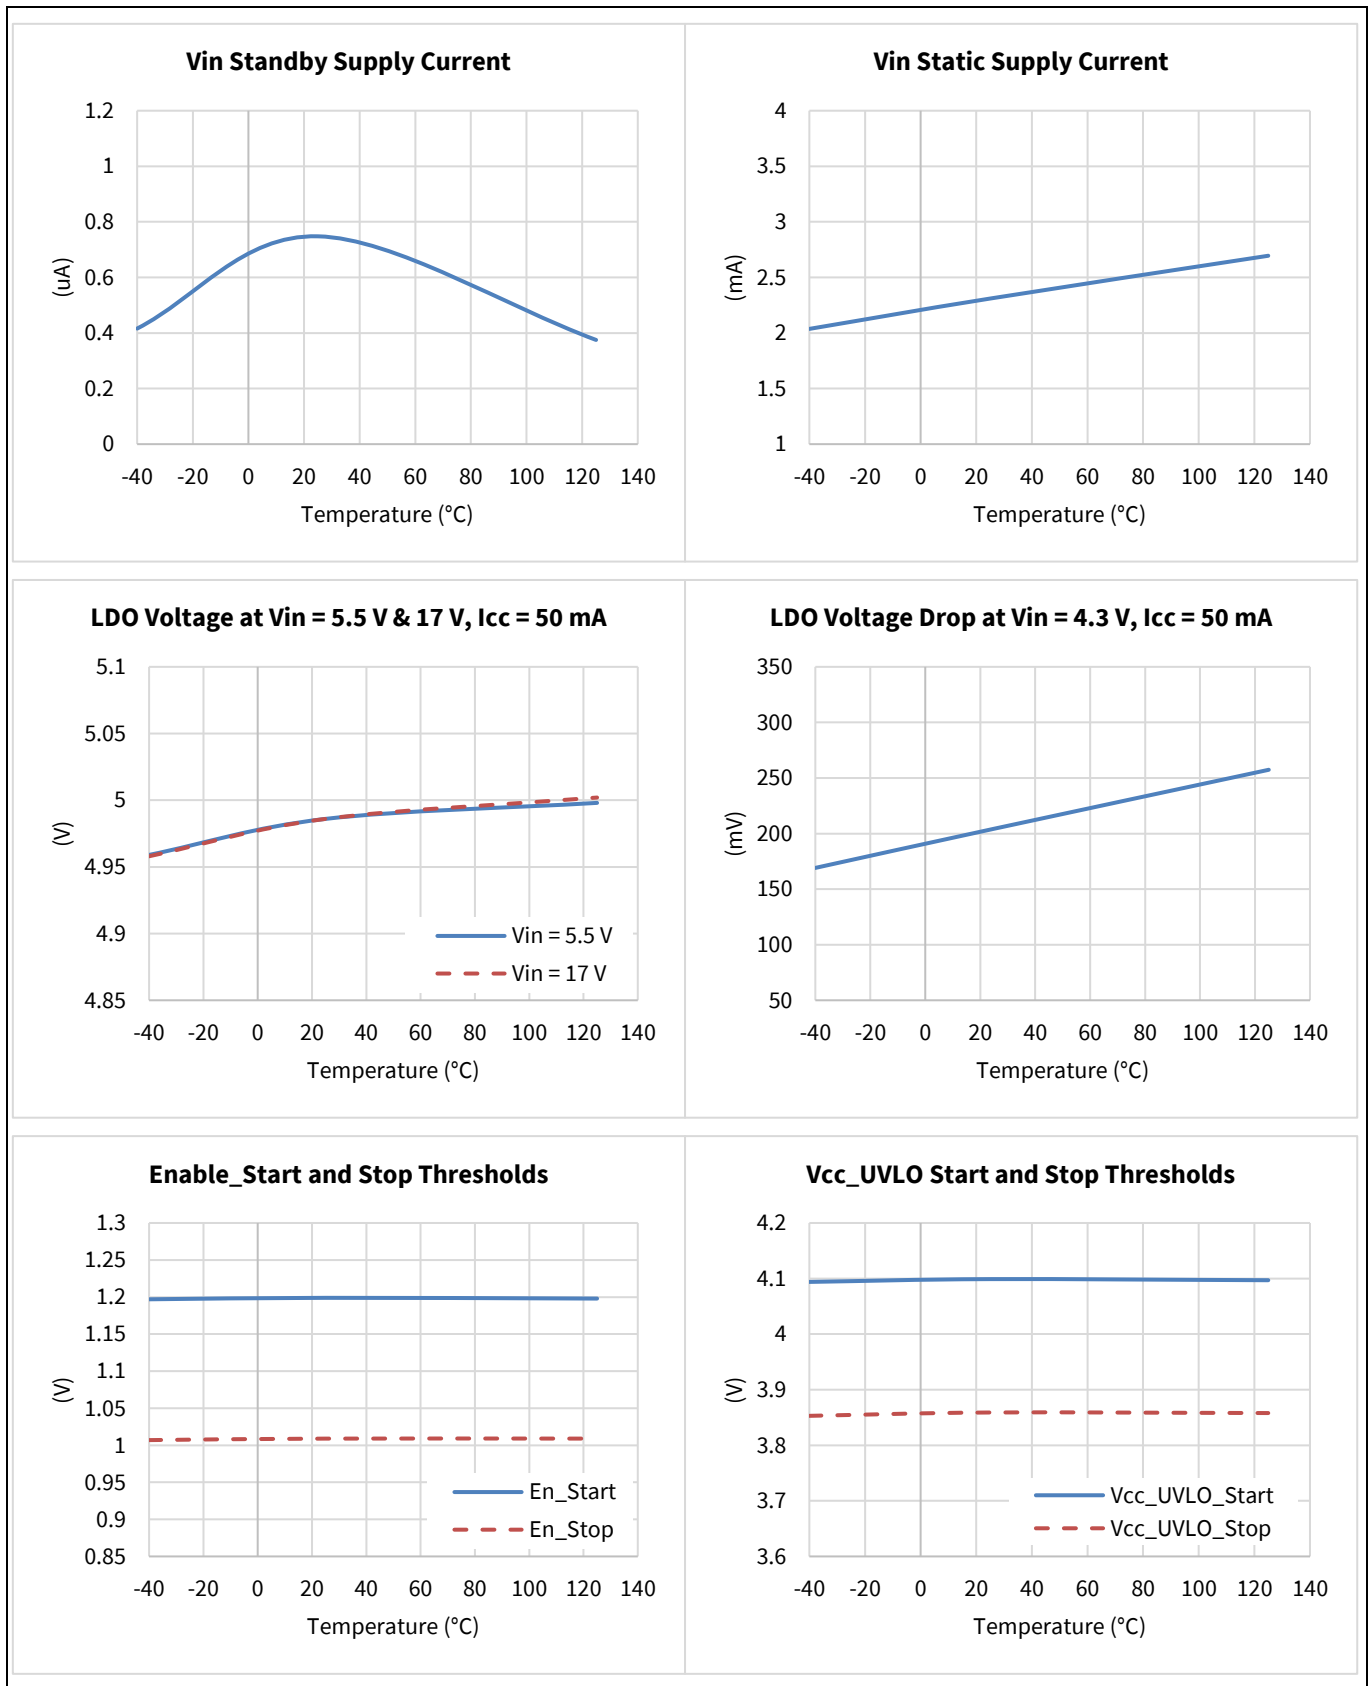 Vin Standby Supply Current
1.2
1
0.8
0.6
0.4
0.2
0
(uA)
-40 -20 0 20 40 60 80 100 120 140
Temperature (°C)
Vin Static Supply Current
4
3.5
3
2.5
2
1.5
1
(mA)
-40 -20 0 20 40 60 80 100 120 140
Temperature (°C)
LDO Voltage at Vin = 5.5 V & 17 V, Icc = 50 mA
5.1
5.05
5
4.95
4.9
4.85
(V)
Vin = 5.5 V
Vin = 17 V
-40 -20 0 20 40 60 80 100 120 140
Temperature (°C)
LDO Voltage Drop at Vin = 4.3 V, Icc = 50 mA
350
300
250
200
150
100
50
(mV)
-40 -20 0 20 40 60 80 100 120 140
Temperature (°C)
Enable_Start and Stop Thresholds
1.3
1.25
1.2
1.15
1.1
1.05
1
0.95
0.9
0.85
(V)
En_Start
En_Stop
-40 -20 0 20 40 60 80 100 120 140
Temperature (°C)
Vcc_UVLO Start and Stop Thresholds
4.2
4.1
4
3.9
3.8
3.7
3.6
(V)
Vcc_UVLO_Start
Vcc_UVLO_Stop
-40 -20 0 20 40 60 80 100 120 140
Temperature (°C)